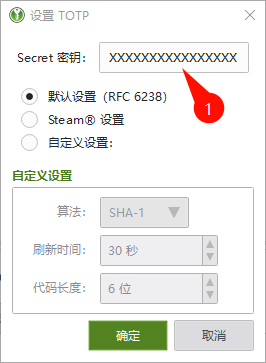 设置 TOTP
Secret 密钥： XXXXXXXXXXXXXXXX
1
默认设置（RFC 6238）
Steam® 设置
自定义设置：
自定义设置
算法： SHA-1
刷新时间： 30 秒
代码长度： 6 位
确定 取消